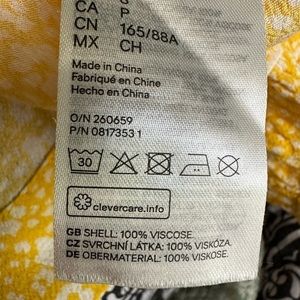 CA P
CN 165/88A
MX CH
Made in China
Fabriqué en Chine
Hecho en China
O/N 260659
P/N 0817353 1
30
clevercare.info
GB SHELL: 100% VISCOSE.
CZ SVRCHNÍ LÁTKA: 100% VISKÓZA.
DE OBERMATERIAL: 100% VISKOSE.